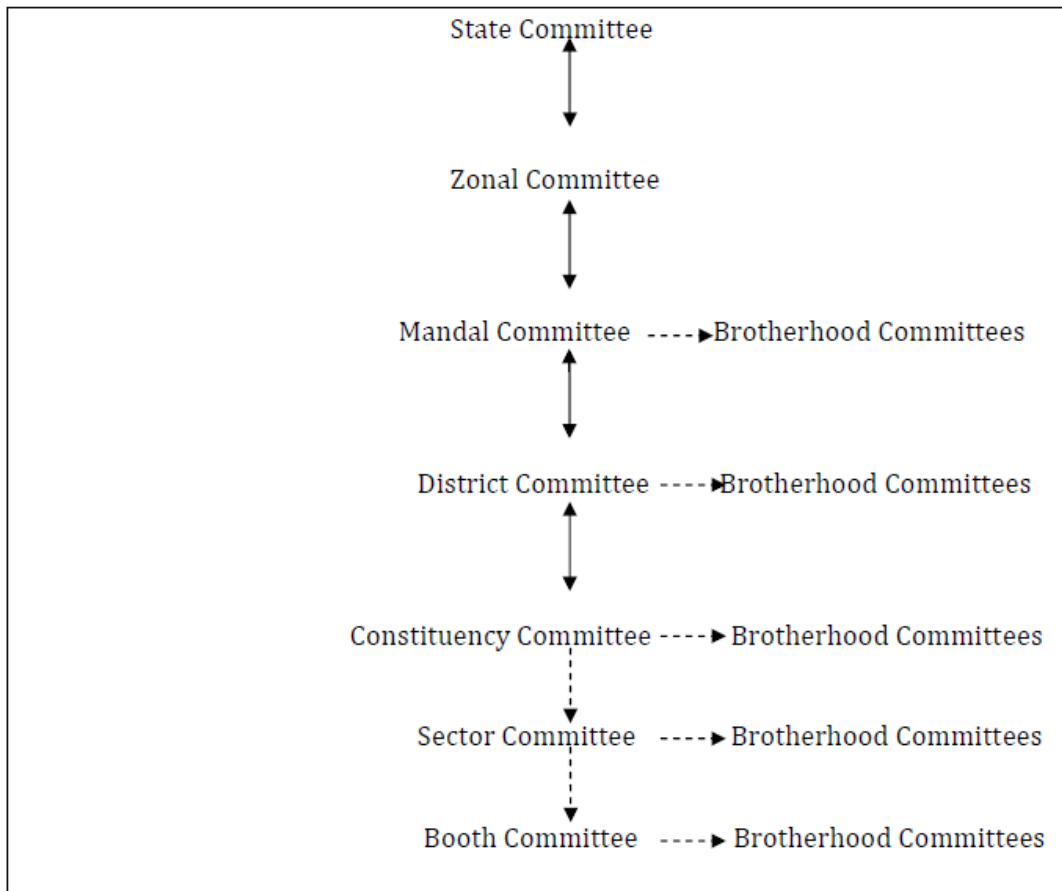 State Committee
Zonal Committee
Mandal Committee Brotherhood Committees
District Committee Brotherhood Committees
Constituency Committee Brotherhood Committees
Sector Committee Brotherhood Committees
Booth Committee Brotherhood Committees